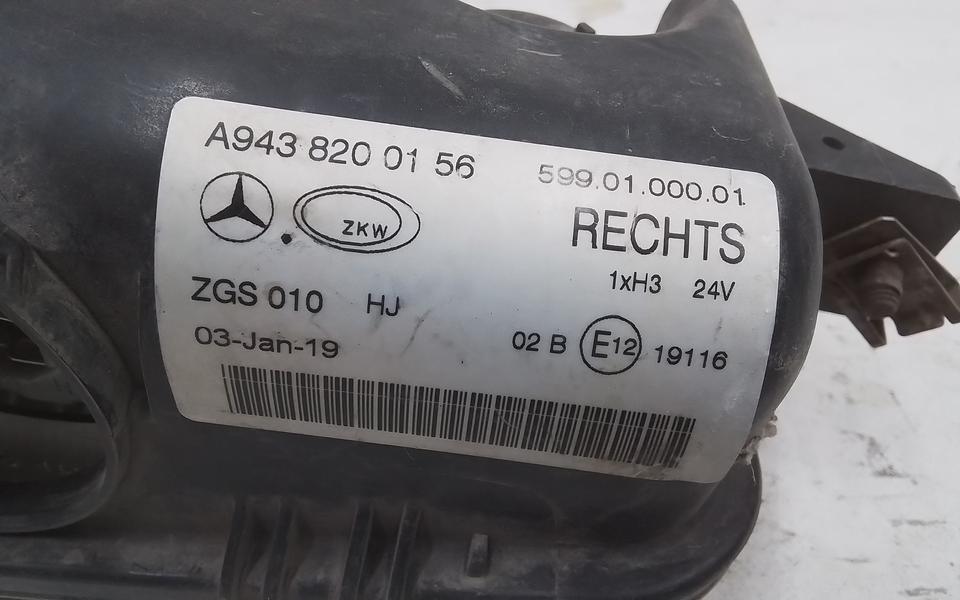 A943 820 01 56
599.01.000.01
ZKW
RECHTS
1xH3 24V
ZGS 010 HJ
03-Jan-19
02 B E12 19116